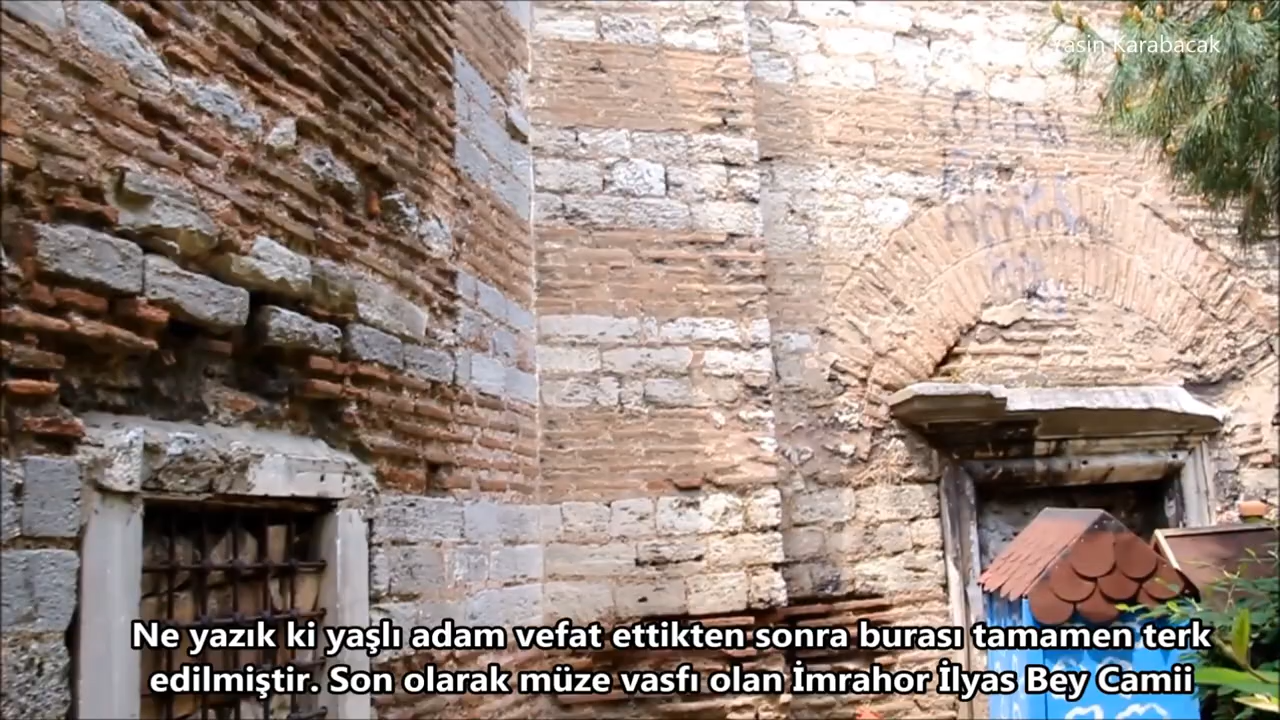 Yasin Karabacak
Ne yazık ki yaşlı adam vefat ettikten sonra burası tamamen terk
edilmiştir. Son olarak müze vasfı olan İmrahor İlyas Bey Camii